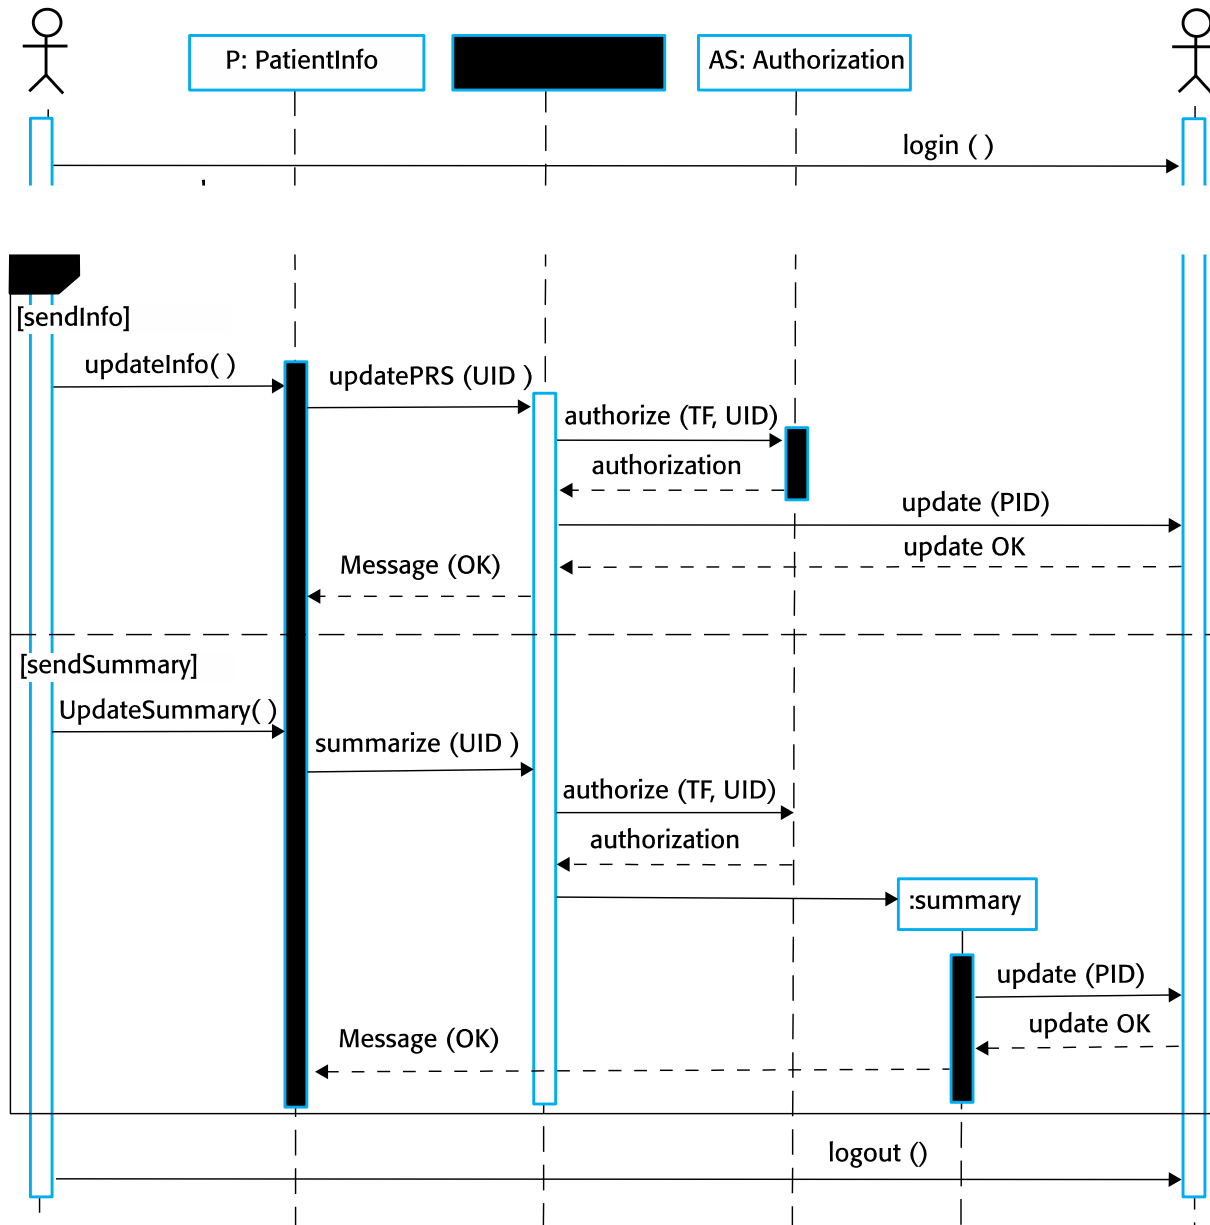 P: PatientInfo
AS: Authorization
login ( )
[sendInfo]
updateInfo( )
updatePRS (UID )
authorize (TF, UID)
authorization
update (PID)
update OK
Message (OK)
[sendSummary]
UpdateSummary( )
summarize (UID )
authorize (TF, UID)
authorization
:summary
update (PID)
update OK
Message (OK)
logout ()